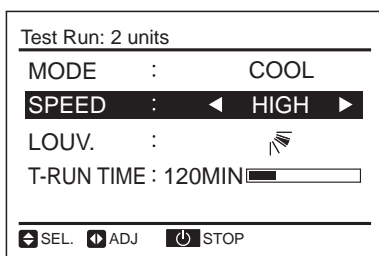 Test Run: 2 units
MODE : COOL
SPEED : HIGH
LOUV. :
T-RUN TIME : 120MIN
SEL. ADJ STOP